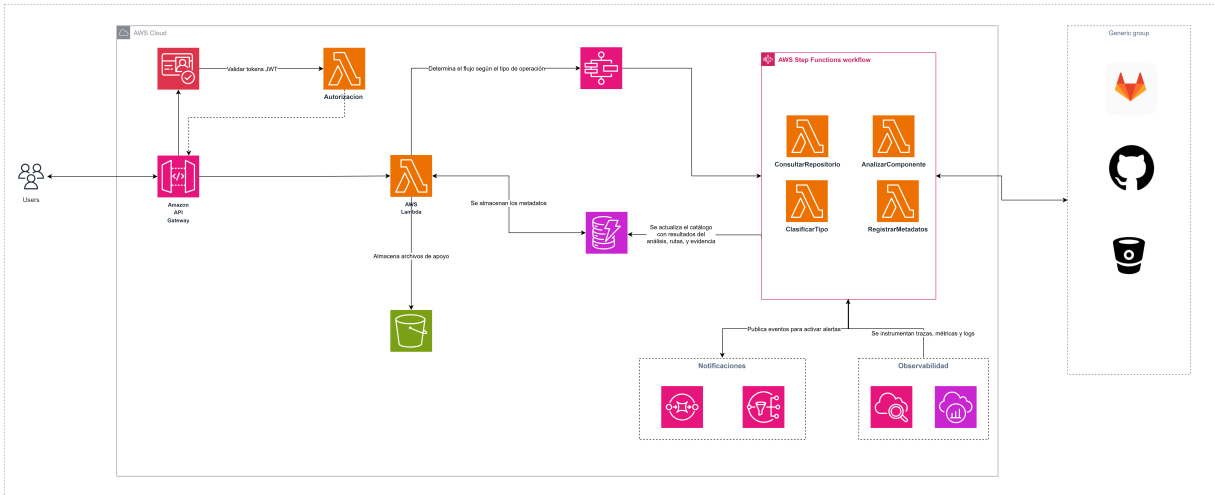 AWS Cloud
Generic group
Validar tokens JWT
Autorizacion
Determina el flujo según el tipo de operación
AWS Step Functions workflow
ConsultarRepositorio
AnalizarComponente
ClasificarTipo
RegistrarMetadatos
Users
Amazon
API
Gateway
AWS
Lambda
Se almacenan los metadatos
Se actualiza el catálogo
con resultados del
análisis, rutas, y evidencia
Almacena archivos de apoyo
Publica eventos para activar alertas
Se instrumentan trazas, métricas y logs
Notificaciones
Observabilidad